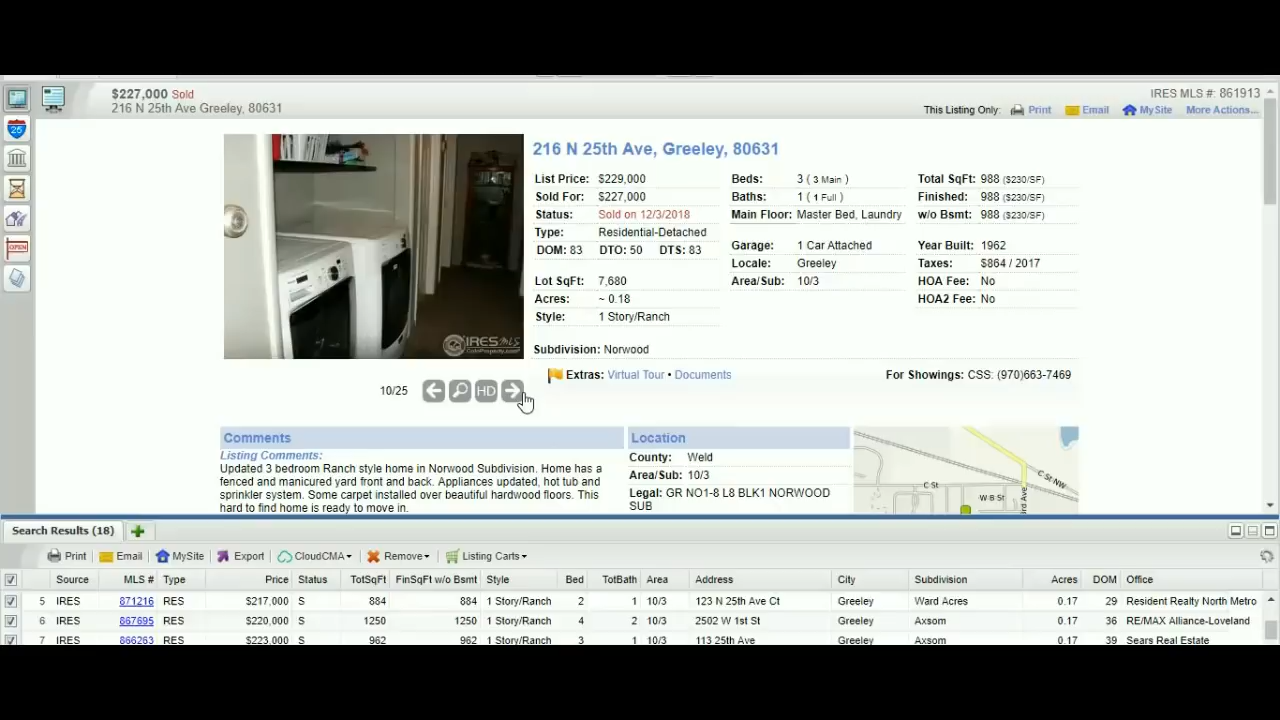 $227,000 Sold
IRES MLS #: 861913
216 N 25th Ave Greeley, 80631
This Listing Only: Print Email MySite More Actions...
216 N 25th Ave, Greeley, 80631
List Price: $229,000
Sold For: $227,000
Status: Sold on 12/3/2018
Type: Residential-Detached
DOM: 83 DTO: 50 DTS: 83
Lot SqFt: 7,680
Acres: ~ 0.18
Style: 1 Story/Ranch
Beds: 3 ( 3 Main )
Baths: 1 ( 1 Full )
Main Floor: Master Bed, Laundry
Garage: 1 Car Attached
Locale: Greeley
Area/Sub: 10/3
Total SqFt: 988 ($230/SF)
Finished: 988 ($230/SF)
w/o Bsmt: 988 ($230/SF)
Year Built: 1962
Taxes: $864 / 2017
HOA Fee: No
HOA2 Fee: No
Subdivision: Norwood
Extras: Virtual Tour • Documents
For Showings: CSS: (970)663-7469
IRES MLS
25
OPEN
10/25
HD
Comments
Listing Comments:
Updated 3 bedroom Ranch style home in Norwood Subdivision. Home has a
fenced and manicured yard front and back. Appliances updated, hot tub and
sprinkler system. Some carpet installed over beautiful hardwood floors. This
hard to find home is ready to move in.
Location
County: Weld
Area/Sub: 10/3
Legal: GR NO1-8 L8 BLK1 NORWOOD
SUB
C St
W B St
C St NW
Search Results (18)
Print Email MySite Export CloudCMA Remove Listing Carts
Source MLS # Type Price Status TotSqFt FinSqFt w/o Bsmt Style Bed TotBath Area Address City Subdivision Acres DOM Office
5 IRES 871216 RES $217,000 S 884 884 1 Story/Ranch 2 1 10/3 123 N 25th Ave Ct Greeley Ward Acres 0.17 29 Resident Realty North Metro
6 IRES 867695 RES $220,000 S 1250 1250 1 Story/Ranch 4 2 10/3 2502 W 1st St Greeley Axsom 0.17 36 RE/MAX Alliance-Loveland
7 IRES 866263 RES $223,000 S 962 962 1 Story/Ranch 3 1 10/3 113 25th Ave Greeley Axsom 0.17 39 Sears Real Estate